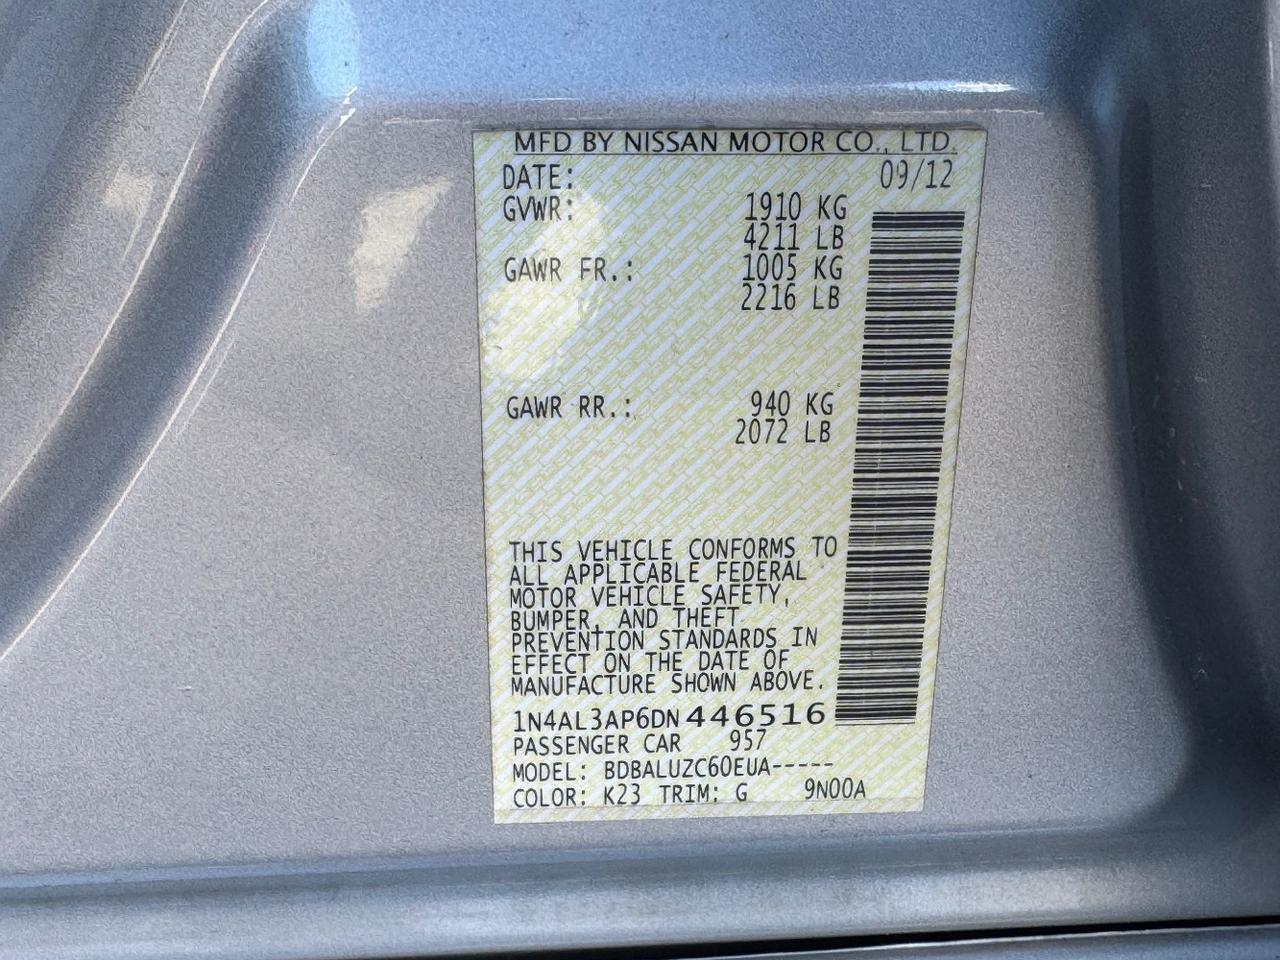 MFD BY NISSAN MOTOR CO., LTD.
DATE: 09/12
GVWR: 1910 KG
4211 LB
GAWR FR.: 1005 KG
2216 LB
GAWR RR.: 940 KG
2072 LB
THIS VEHICLE CONFORMS TO
ALL APPLICABLE FEDERAL
MOTOR VEHICLE SAFETY,
BUMPER, AND THEFT
PREVENTION STANDARDS IN
EFFECT ON THE DATE OF
MANUFACTURE SHOWN ABOVE.
1N4AL3AP6DN446516
PASSENGER CAR 957
MODEL: BDBALUZC60EUA-----
COLOR: K23 TRIM: G 9N00A